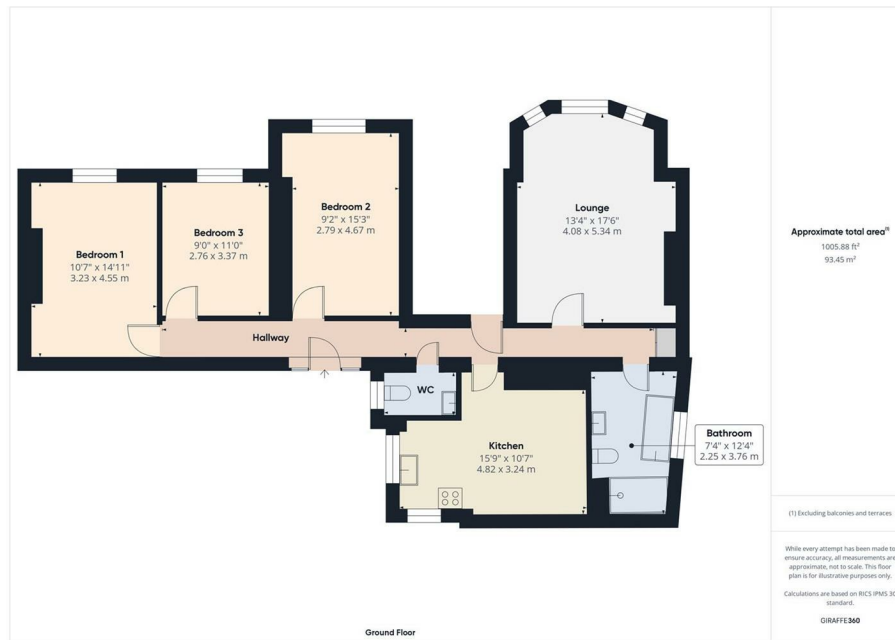 Bedroom 1
10'7" x 14'11"
3.23 x 4.55 m
Bedroom 3
9'0" x 11'0"
2.76 x 3.37 m
Bedroom 2
9'2" x 15'3"
2.79 x 4.67 m
Lounge
13'4" x 17'6"
4.08 x 5.34 m
Hallway
WC
Kitchen
15'9" x 10'7"
4.82 x 3.24 m
Bathroom
7'4" x 12'4"
2.25 x 3.76 m
Ground Floor
Approximate total area(1)
1005.88 ft²
93.45 m²
(1) Excluding balconies and terraces
While every attempt has been made to
ensure accuracy, all measurements are
approximate, not to scale. This floor
plan is for illustrative purposes only.
Calculations are based on RICS IPMS 3C
standard.
GIRAFFE360